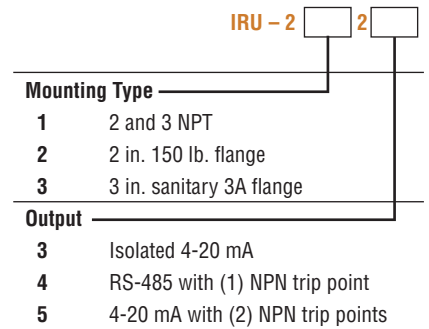 IRU – 2 2
Mounting Type
1 2 and 3 NPT
2 2 in. 150 lb. flange
3 3 in. sanitary 3A flange
Output
3 Isolated 4-20 mA
4 RS-485 with (1) NPN trip point
5 4-20 mA with (2) NPN trip points